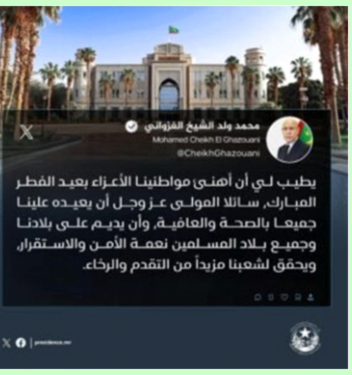 محمد ولد الشيخ الغزواني
Mohamed Cheikh El Ghazouani
@CheikhGhazouani
يطيب لي أن أهنئ مواطنينا الأعزاء بعيد الفطر
المبارك، سائلا المولى عز وجل أن يعيده علينا
جميعا بالصحة والعافية، وأن يديم على بلادنا
وجميع بلاد المسلمين نعمة الأمن والاستقرار،
ويحقق لشعبنا مزيداً من التقدم والرخاء.
presidence.mr